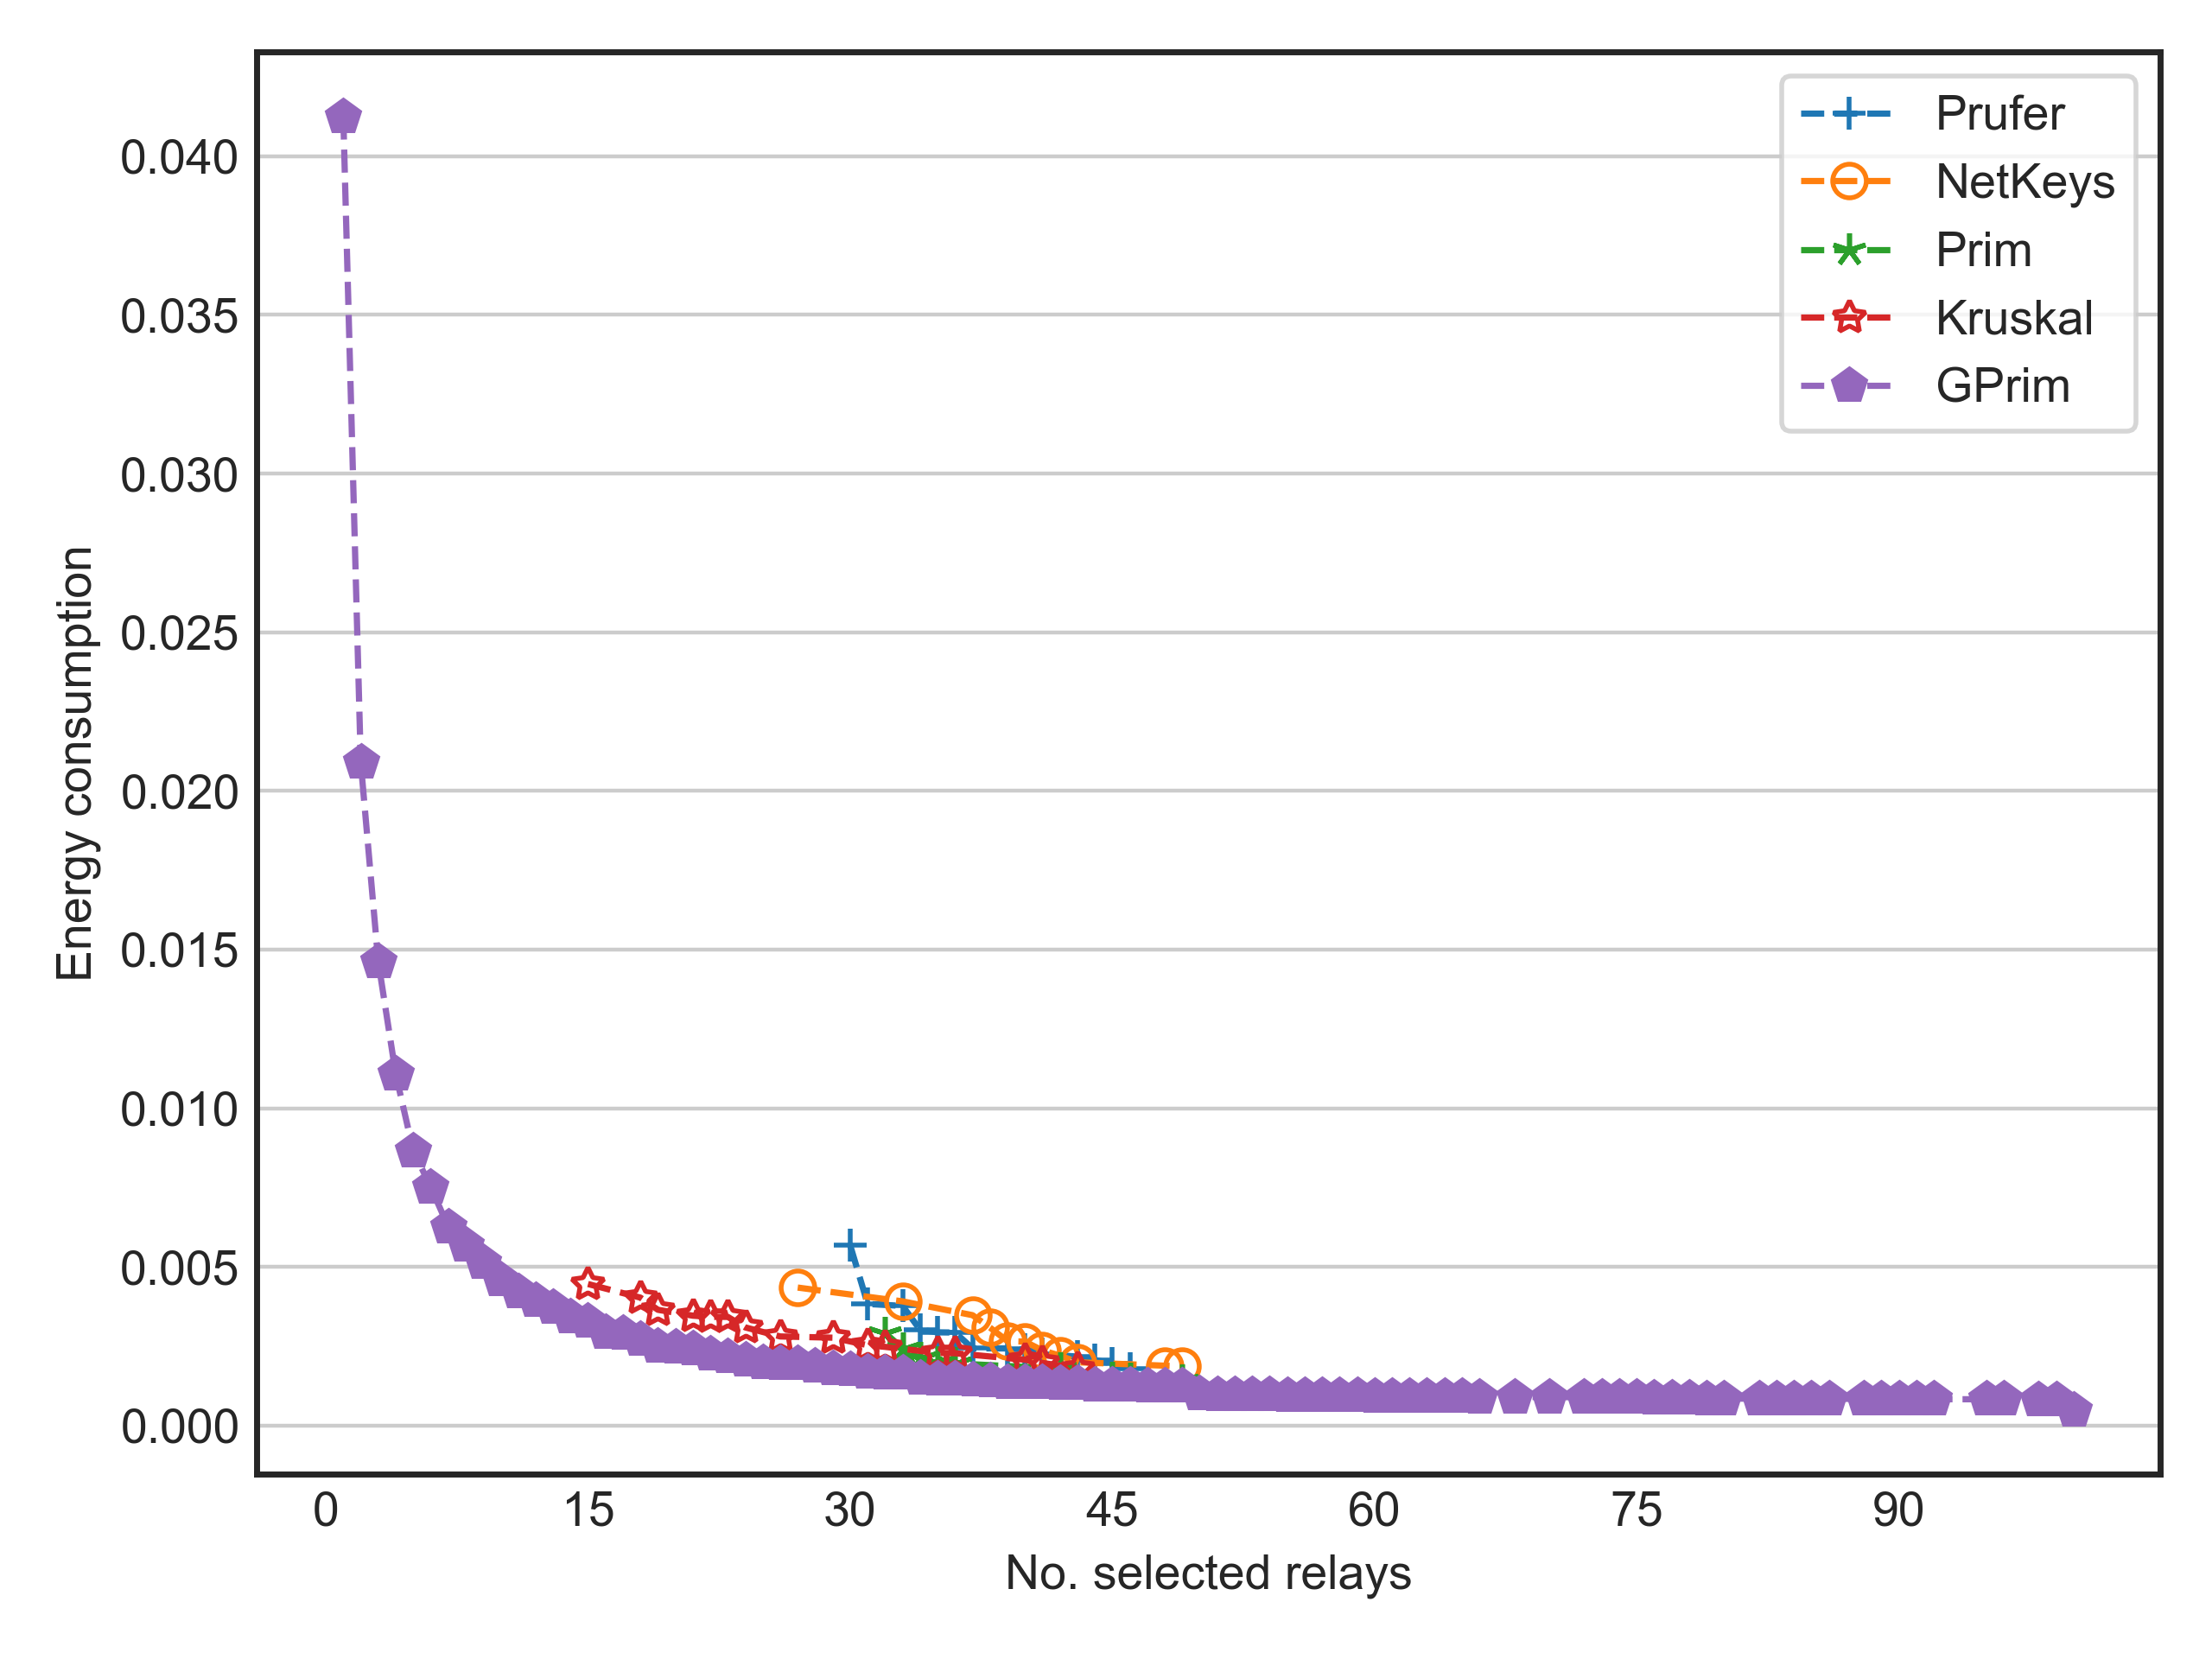 Prufer
NetKeys
Prim
Kruskal
GPrim
0.040
0.035
0.030
0.025
0.020
0.015
0.010
0.005
0.000
Energy consumption
0 15 30 45 60 75 90
No. selected relays